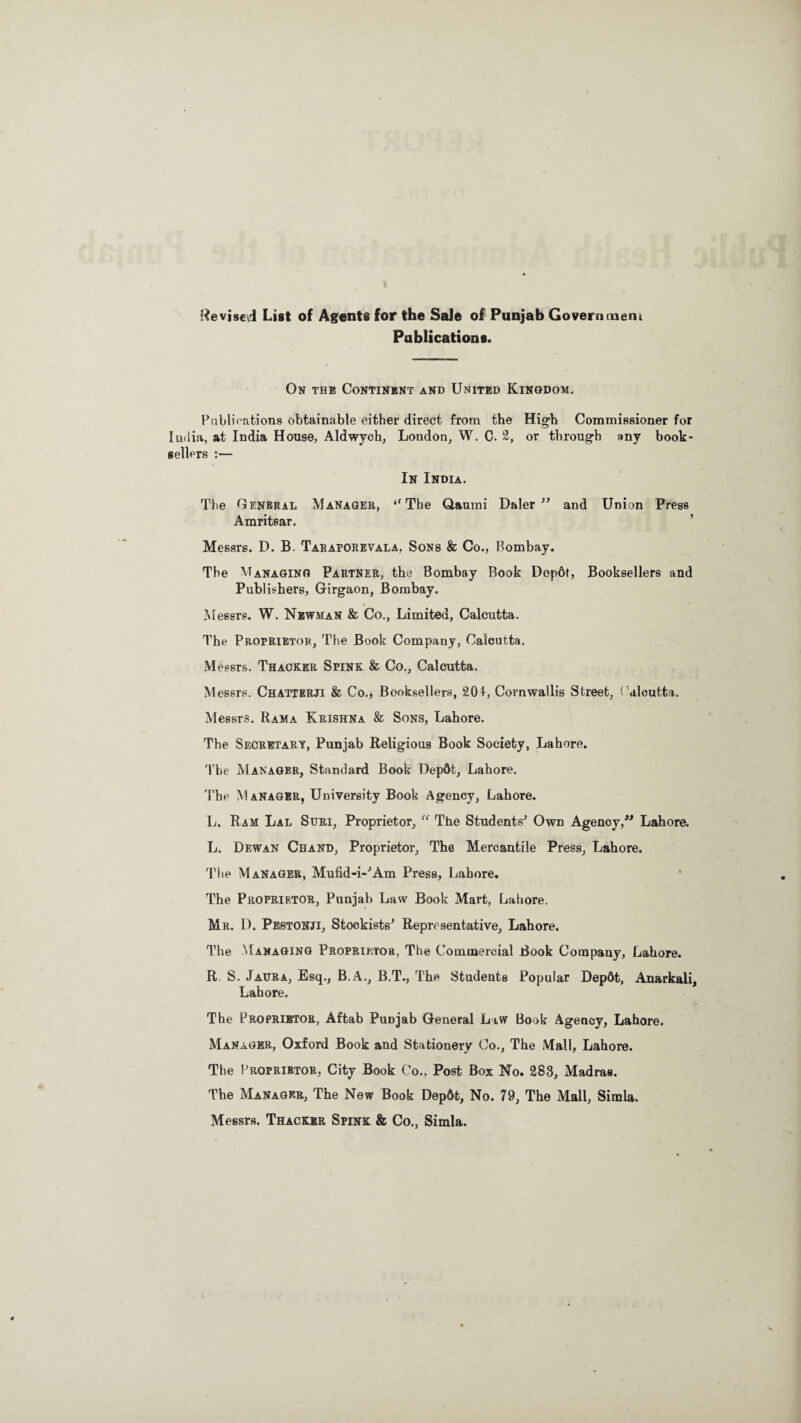 Revised List of Agents for the Sale of Punjab Government
Publications.
On the Continent and United Kingdom.
Publications obtainable either direct from the High Commissioner for
India, at India House, Aldwych, London, W. C. 2, or through any book-
sellers :—
In India.
The General Manager, “The Qaumi Daler” and Union Press,
Amritsar.
Messrs. D. B. Taraporevala, Sons & Co., Bombay.
The Managing Partner, the Bombay Book Depôt, Booksellers and
Publishers, Girgaon, Bombay.
Messrs. W. Newman & Co., Limited, Calcutta.
The Proprietor, The Book Company, Calcutta.
Messrs. Thacker Spink & Co., Calcutta.
Messrs. Chatterji & Co., Booksellers, 204, Cornwallis Street, Calcutta.
Messrs. Rama Krishna & Sons, Lahore.
The Secretary, Punjab Religious Book Society, Lahore.
The Manager, Standard Book Depôt, Lahore.
The Manager, University Book Agency, Lahore.
L. Ram Lal Suri, Proprietor, “The Students’ Own Agency,” Lahore.
L. Dewan Chand, Proprietor, The Mercantile Press, Lahore.
The Manager, Mufid-i-’Am Press, Lahore.
The Proprietor, Punjab Law Book Mart, Lahore.
Mr. D. Pestonji, Stockists’ Representative, Lahore.
The Managing Proprietor, The Commercial Book Company, Lahore.
R. S. Jaura, Esq., B.A., B.T., The Students Popular Depôt, Anarkali,
Lahore.
The Proprietor, Aftab Punjab General Law Book Agency, Lahore.
Manager, Oxford Book and Stationery Co., The Mall, Lahore.
The Proprietor, City Book Co., Post Box No. 283, Madras.
The Manager, The New Book Depôt, No. 79, The Mall, Simla.
Messrs. Thacker Spink & Co., Simla.